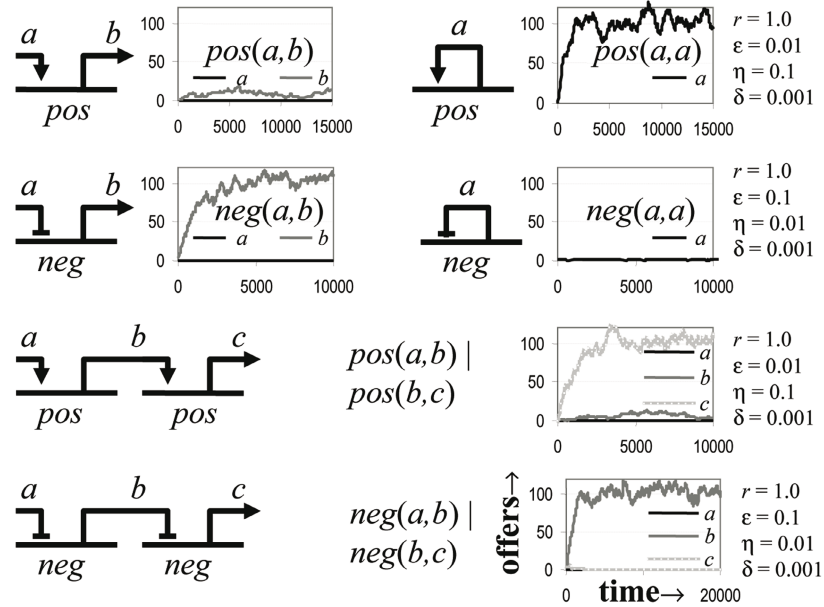 a b
pos
100
50
0
pos(a,b)
a b
0 5000 10000 15000
a
pos
100
50
0
pos(a,a)
a
0 5000 10000 15000
r = 1.0
ε = 0.01
η = 0.1
δ = 0.001
a b
neg
100
50
0
neg(a,b)
a b
0 5000 10000
a
neg
100
50
0
neg(a,a)
a
0 5000 10000
r = 1.0
ε = 0.1
η = 0.01
δ = 0.001
a b c
pos pos
pos(a,b) |
pos(b,c)
100
50
0
a
b
c
0 5000 10000
r = 1.0
ε = 0.01
η = 0.1
δ = 0.001
a b c
neg neg
neg(a,b) |
neg(b,c)
offers→
100
50
0
a
b
c
0 time→ 20000
r = 1.0
ε = 0.1
η = 0.01
δ = 0.001